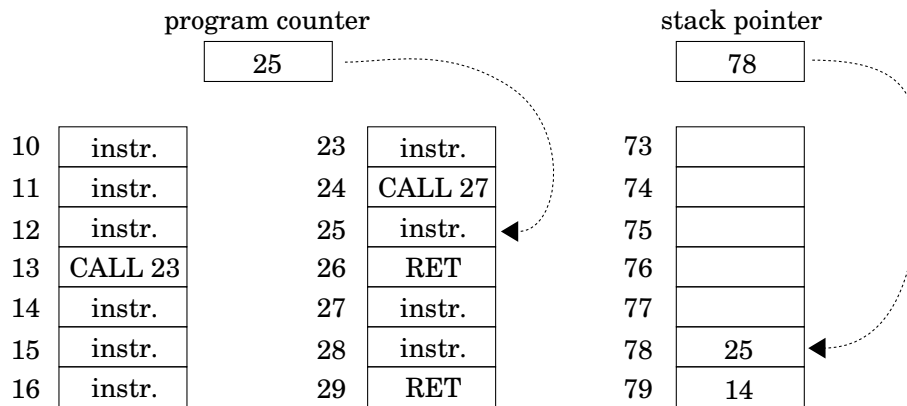 program counter stack pointer
25 78
10 instr. 23 instr. 73
11 instr. 24 CALL 27 74
12 instr. 25 instr. 75
13 CALL 23 26 RET 76
14 instr. 27 instr. 77
15 instr. 28 instr. 78 25
16 instr. 29 RET 79 14